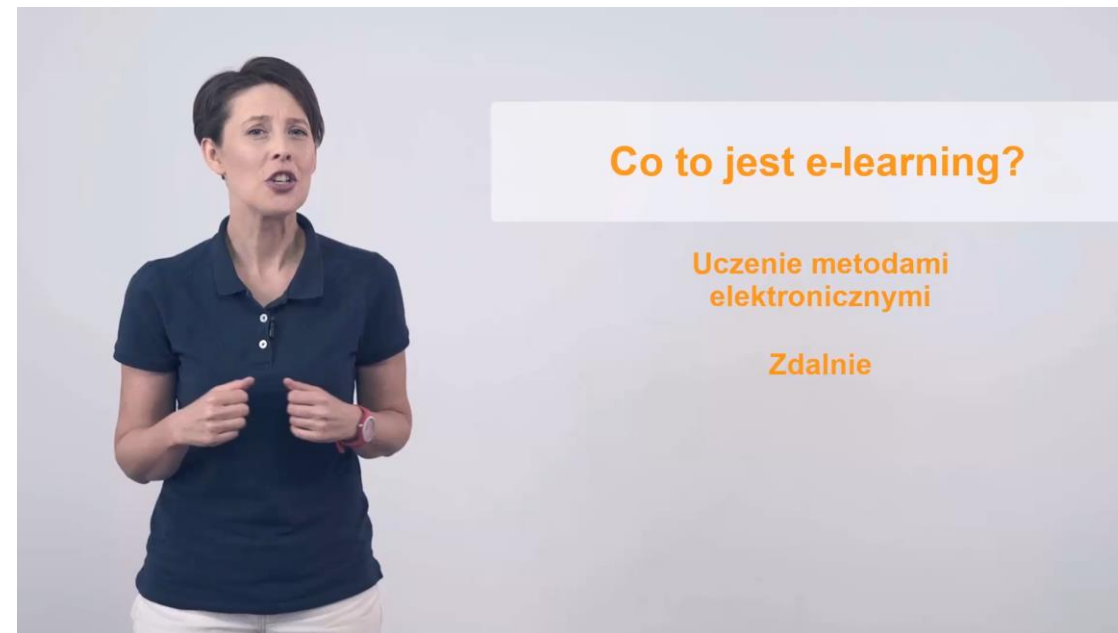 Co to jest e-learning?
Uczenie metodami
elektronicznymi
Zdalnie